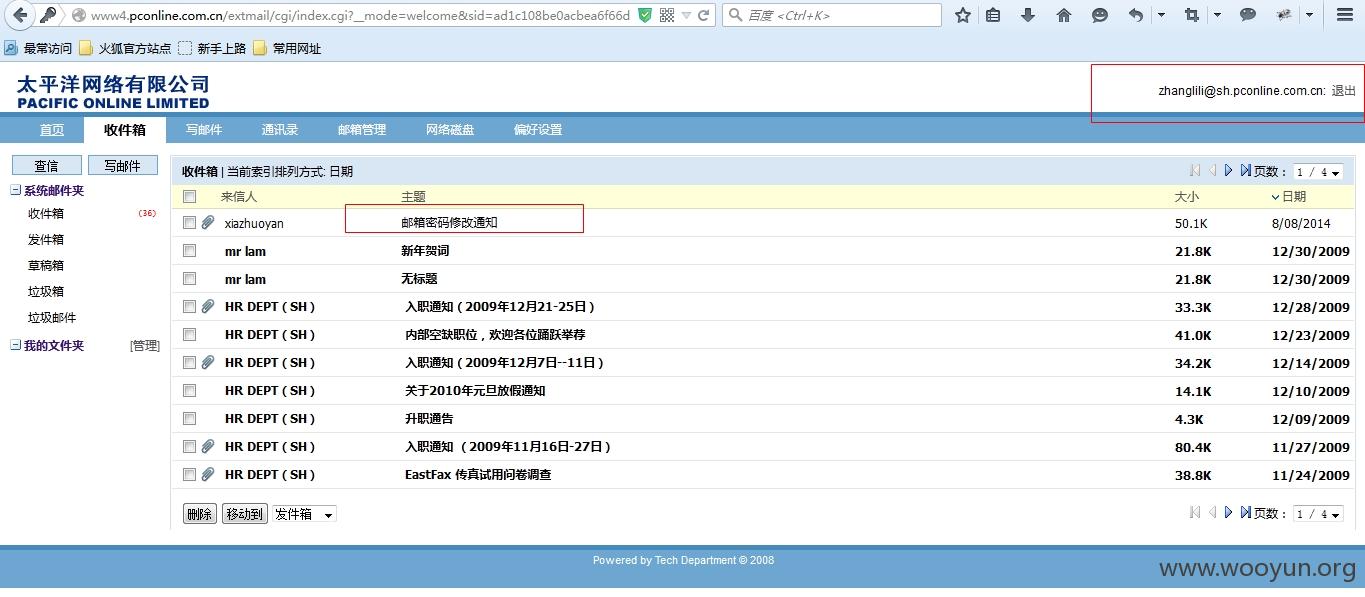 www4.pconline.com.cn/extmail/cgi/index.cgi?__mode=welcome&sid=ad1c108be0acbea6f66d
百度 <Ctrl+K>
最常访问 火狐官方站点 新手上路 常用网址
太平洋网络有限公司
PACIFIC ONLINE LIMITED
zhanglili@sh.pconline.com.cn: 退出
首页 收件箱 写邮件 通讯录 邮箱管理 网络磁盘 偏好设置
查信 写邮件
系统邮件夹
收件箱 (36)
发件箱
草稿箱
垃圾箱
垃圾邮件
我的文件夹 [管理]
收件箱 | 当前索引排列方式: 日期 页数: 1 / 4
来信人 主题 大小 日期
xiazhuoyan 邮箱密码修改通知 50.1K 8/08/2014
mr lam 新年贺词 21.8K 12/30/2009
mr lam 无标题 21.8K 12/30/2009
HR DEPT ( SH ) 入职通知 ( 2009年12月21-25日 ) 33.3K 12/28/2009
HR DEPT ( SH ) 内部空缺职位，欢迎各位踊跃举荐 41.0K 12/23/2009
HR DEPT ( SH ) 入职通知 ( 2009年12月7日--11日 ) 34.2K 12/14/2009
HR DEPT ( SH ) 关于2010年元旦放假通知 14.1K 12/10/2009
HR DEPT ( SH ) 升职通告 4.3K 12/09/2009
HR DEPT ( SH ) 入职通知 （2009年11月16日-27日 ) 80.4K 11/27/2009
HR DEPT ( SH ) EastFax 传真试用问卷调查 38.8K 11/24/2009
删除 移动到 发件箱 页数: 1 / 4
Powered by Tech Department © 2008
www.wooyun.org